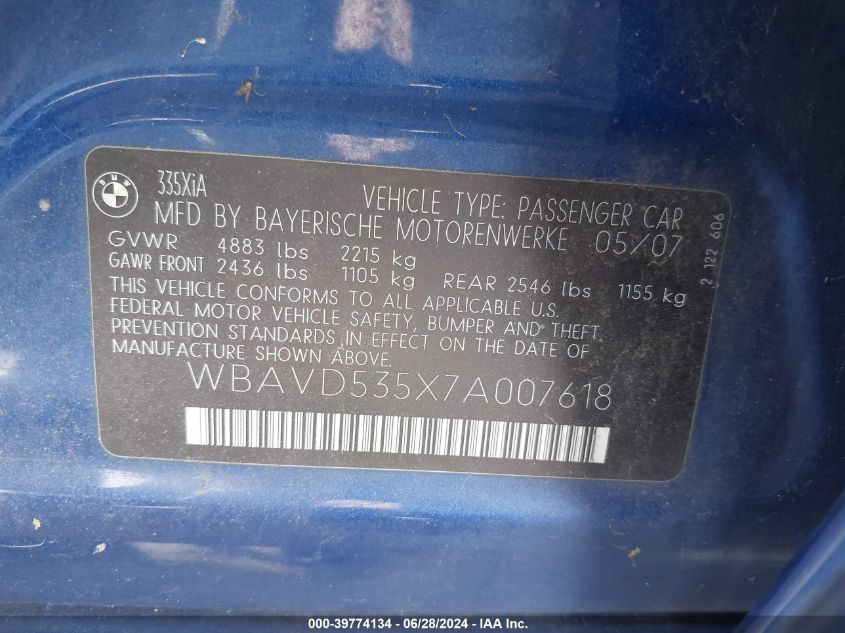 BMW
335XiA
VEHICLE TYPE: PASSENGER CAR
MFD BY BAYERISCHE MOTORENWERKE 05/07
GVWR 4883 lbs 2215 kg
GAWR FRONT 2436 lbs 1105 kg REAR 2546 lbs 1155 kg
THIS VEHICLE CONFORMS TO ALL APPLICABLE U.S.
FEDERAL MOTOR VEHICLE SAFETY, BUMPER AND THEFT
PREVENTION STANDARDS IN EFFECT ON THE DATE OF
MANUFACTURE SHOWN ABOVE.
WBAVD535X7A007618
2 122 606
000-39774134 - 06/28/2024 - IAA Inc.